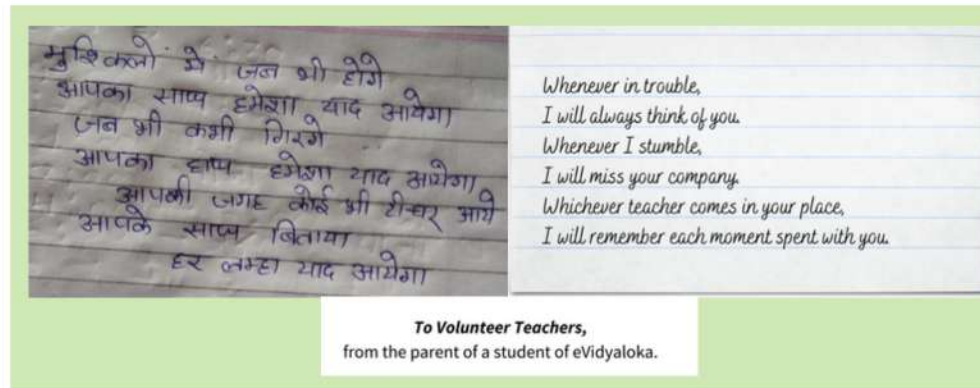 मुश्किलों में जब भी होगे
आपका साथ हमेशा याद आयेगा
जब भी कभी गिरगे
आपका हाथ हमेशा याद आयेगा
आपकी जगह कोई भी टीचर आये
आपके साथ बिताया
हर लम्हा याद आयेगा
Whenever in trouble,
I will always think of you.
Whenever I stumble,
I will miss your company.
Whichever teacher comes in your place,
I will remember each moment spent with you.
To Volunteer Teachers,
from the parent of a student of eVidyaloka.